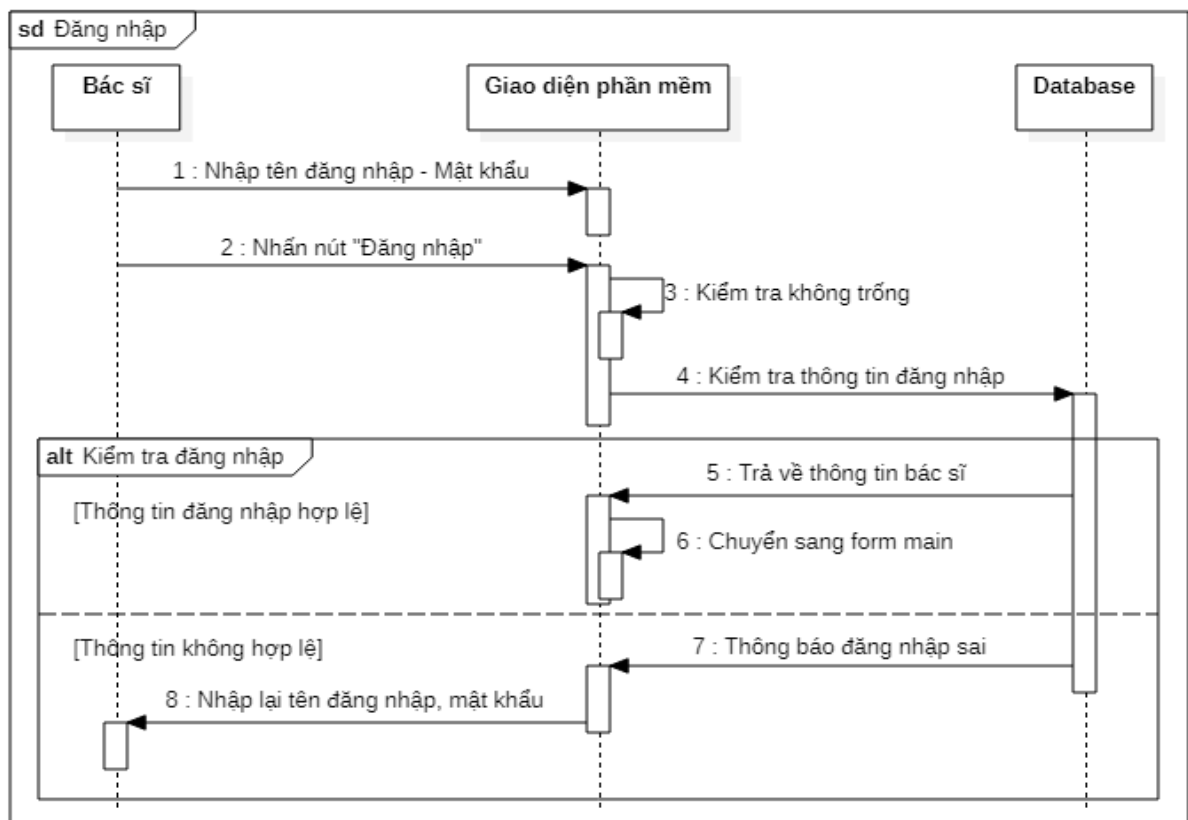 sd Đăng nhập
Bác sĩ
Giao diện phần mềm
Database
1 : Nhập tên đăng nhập - Mật khẩu
2 : Nhấn nút "Đăng nhập"
3 : Kiểm tra không trống
4 : Kiểm tra thông tin đăng nhập
alt Kiểm tra đăng nhập
5 : Trả về thông tin bác sĩ
[Thông tin đăng nhập hợp lệ]
6 : Chuyển sang form main
[Thông tin không hợp lệ]
7 : Thông báo đăng nhập sai
8 : Nhập lại tên đăng nhập, mật khẩu